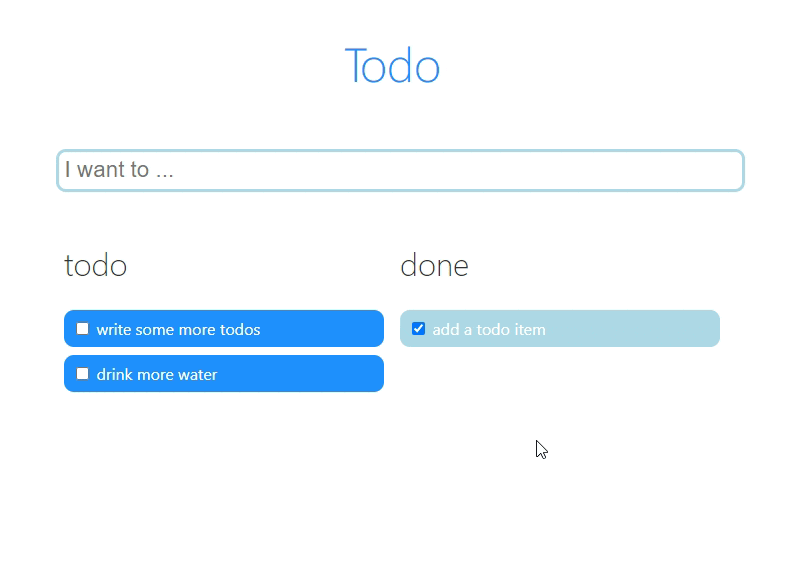 Todo
I want to ...
todo
write some more todos
drink more water
done
add a todo item